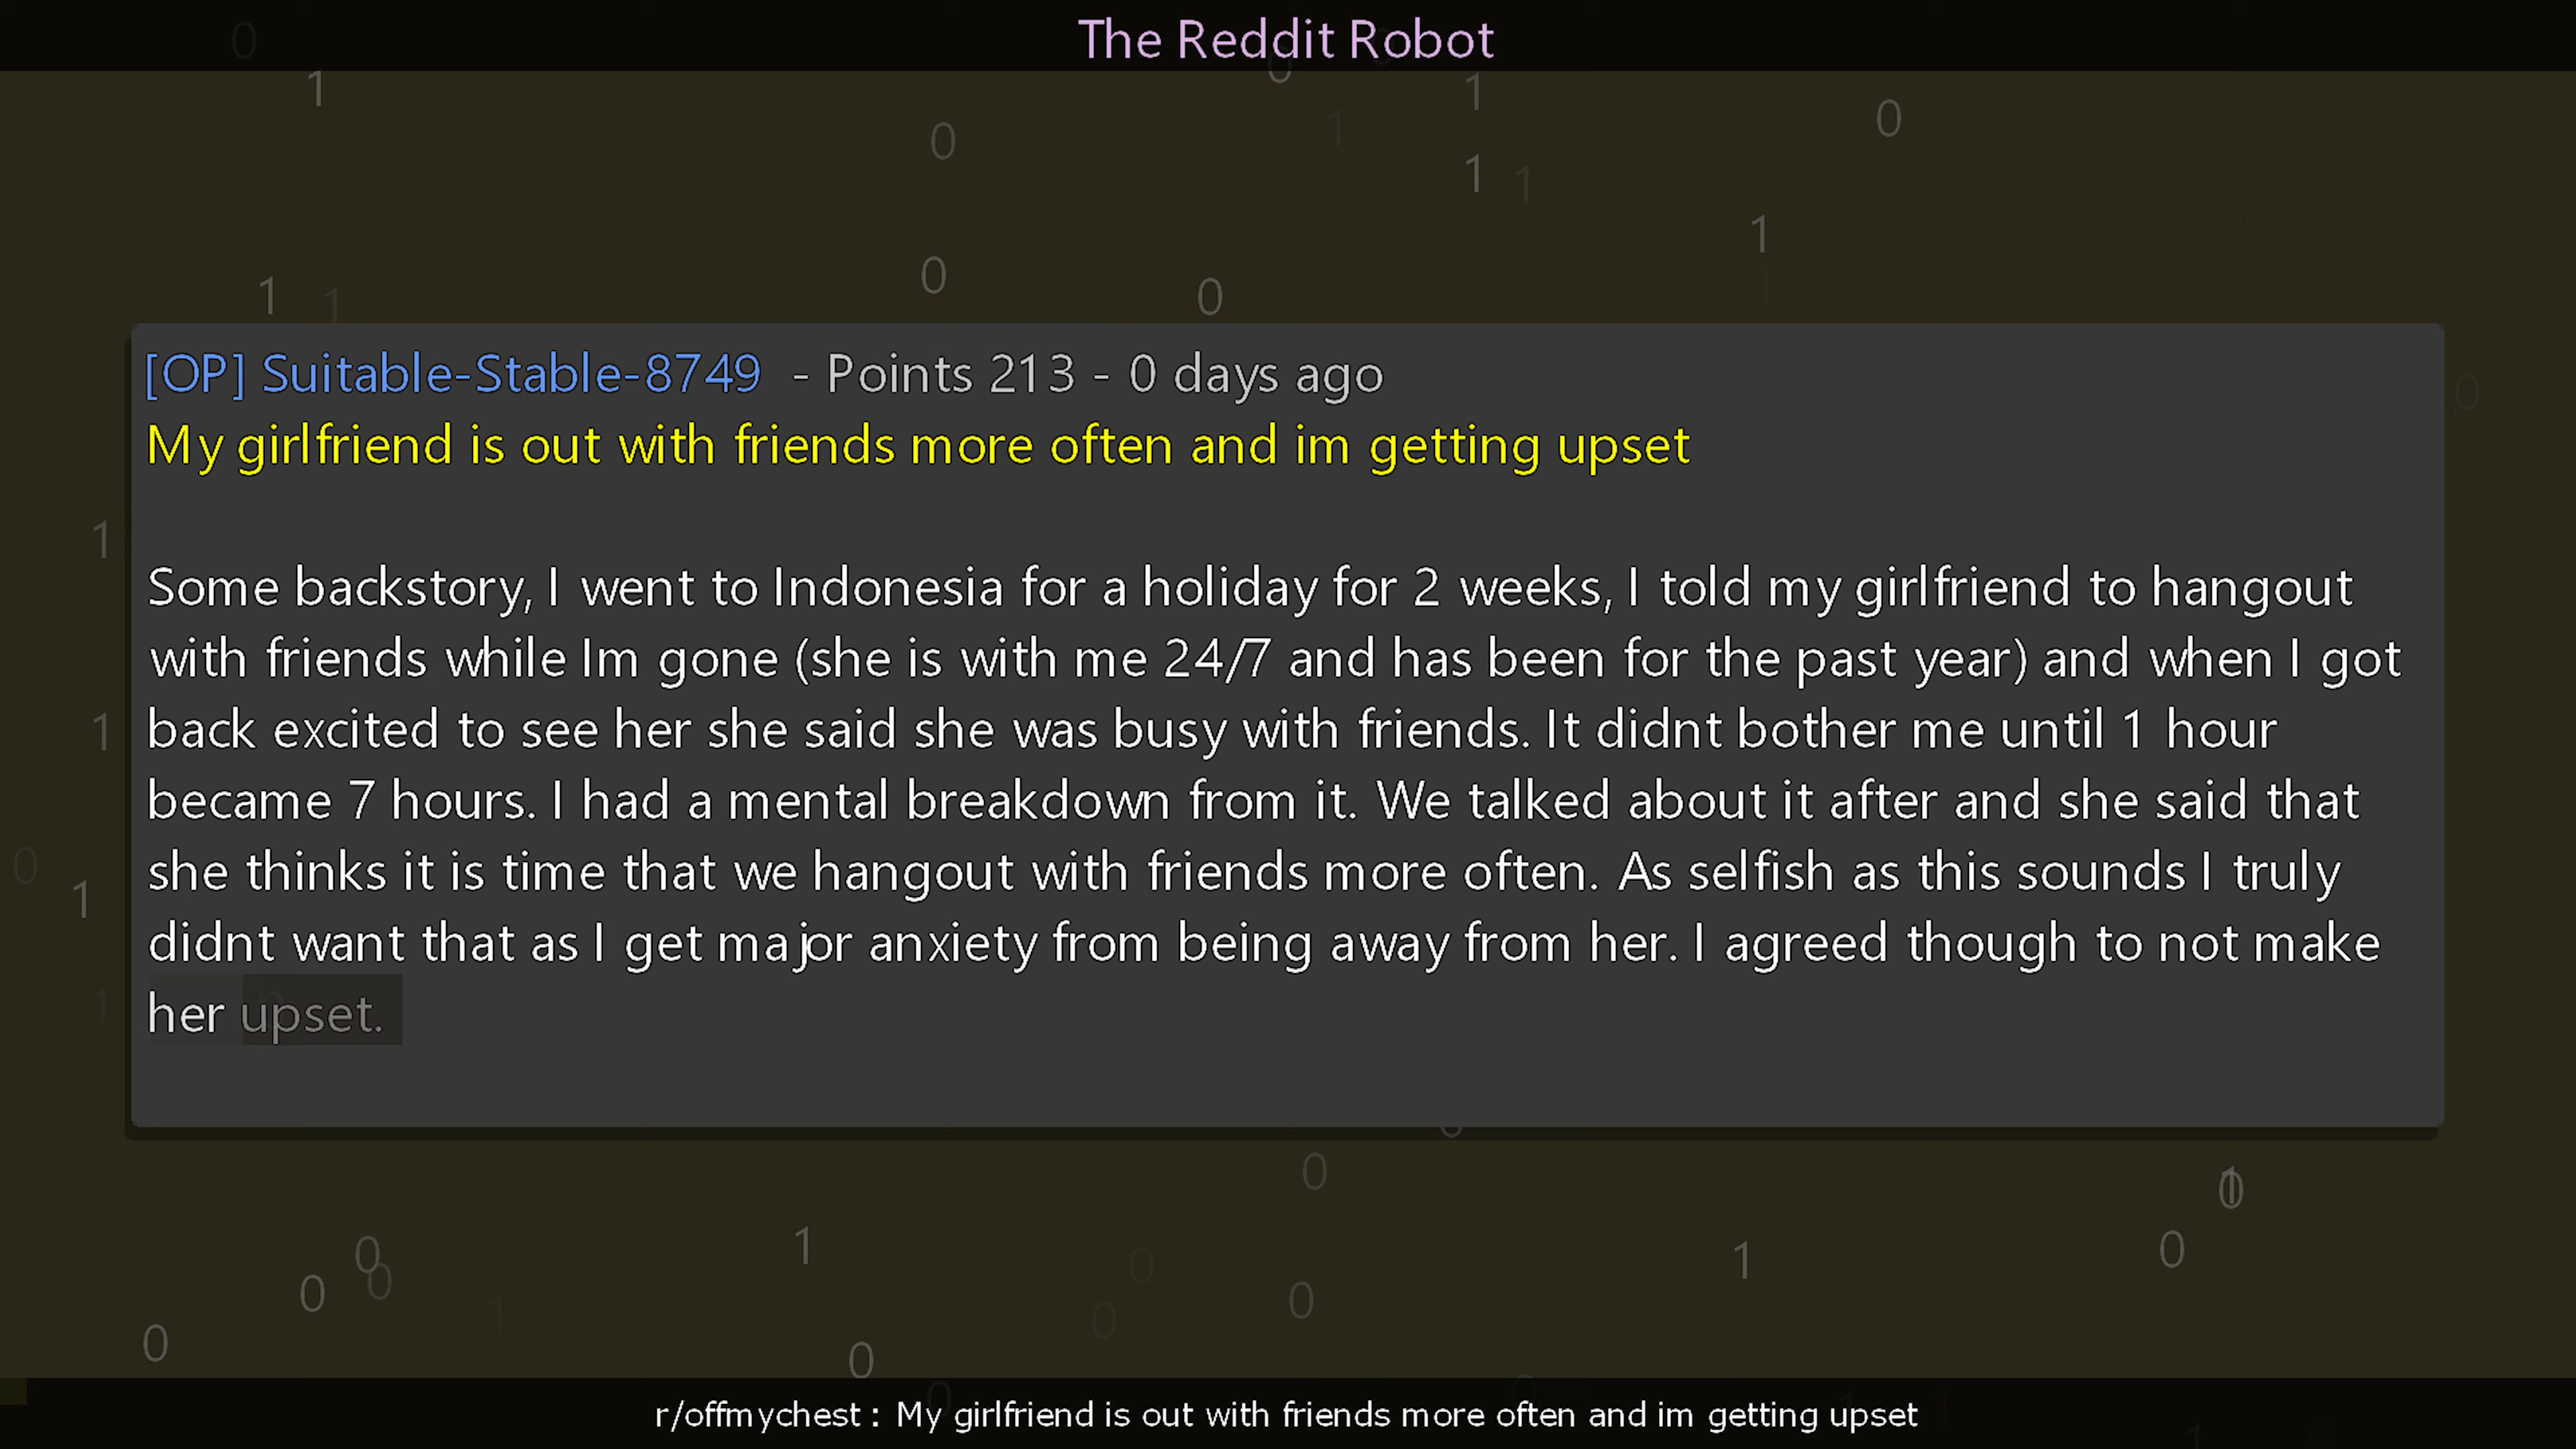 The Reddit Robot
[OP] Suitable-Stable-8749 - Points 213 - 0 days ago
My girlfriend is out with friends more often and im getting upset
Some backstory, I went to Indonesia for a holiday for 2 weeks, I told my girlfriend to hangout
with friends while Im gone (she is with me 24/7 and has been for the past year) and when I got
back excited to see her she said she was busy with friends. It didnt bother me until 1 hour
became 7 hours. I had a mental breakdown from it. We talked about it after and she said that
she thinks it is time that we hangout with friends more often. As selfish as this sounds I truly
didnt want that as I get major anxiety from being away from her. I agreed though to not make
her upset.
r/offmychest : My girlfriend is out with friends more often and im getting upset